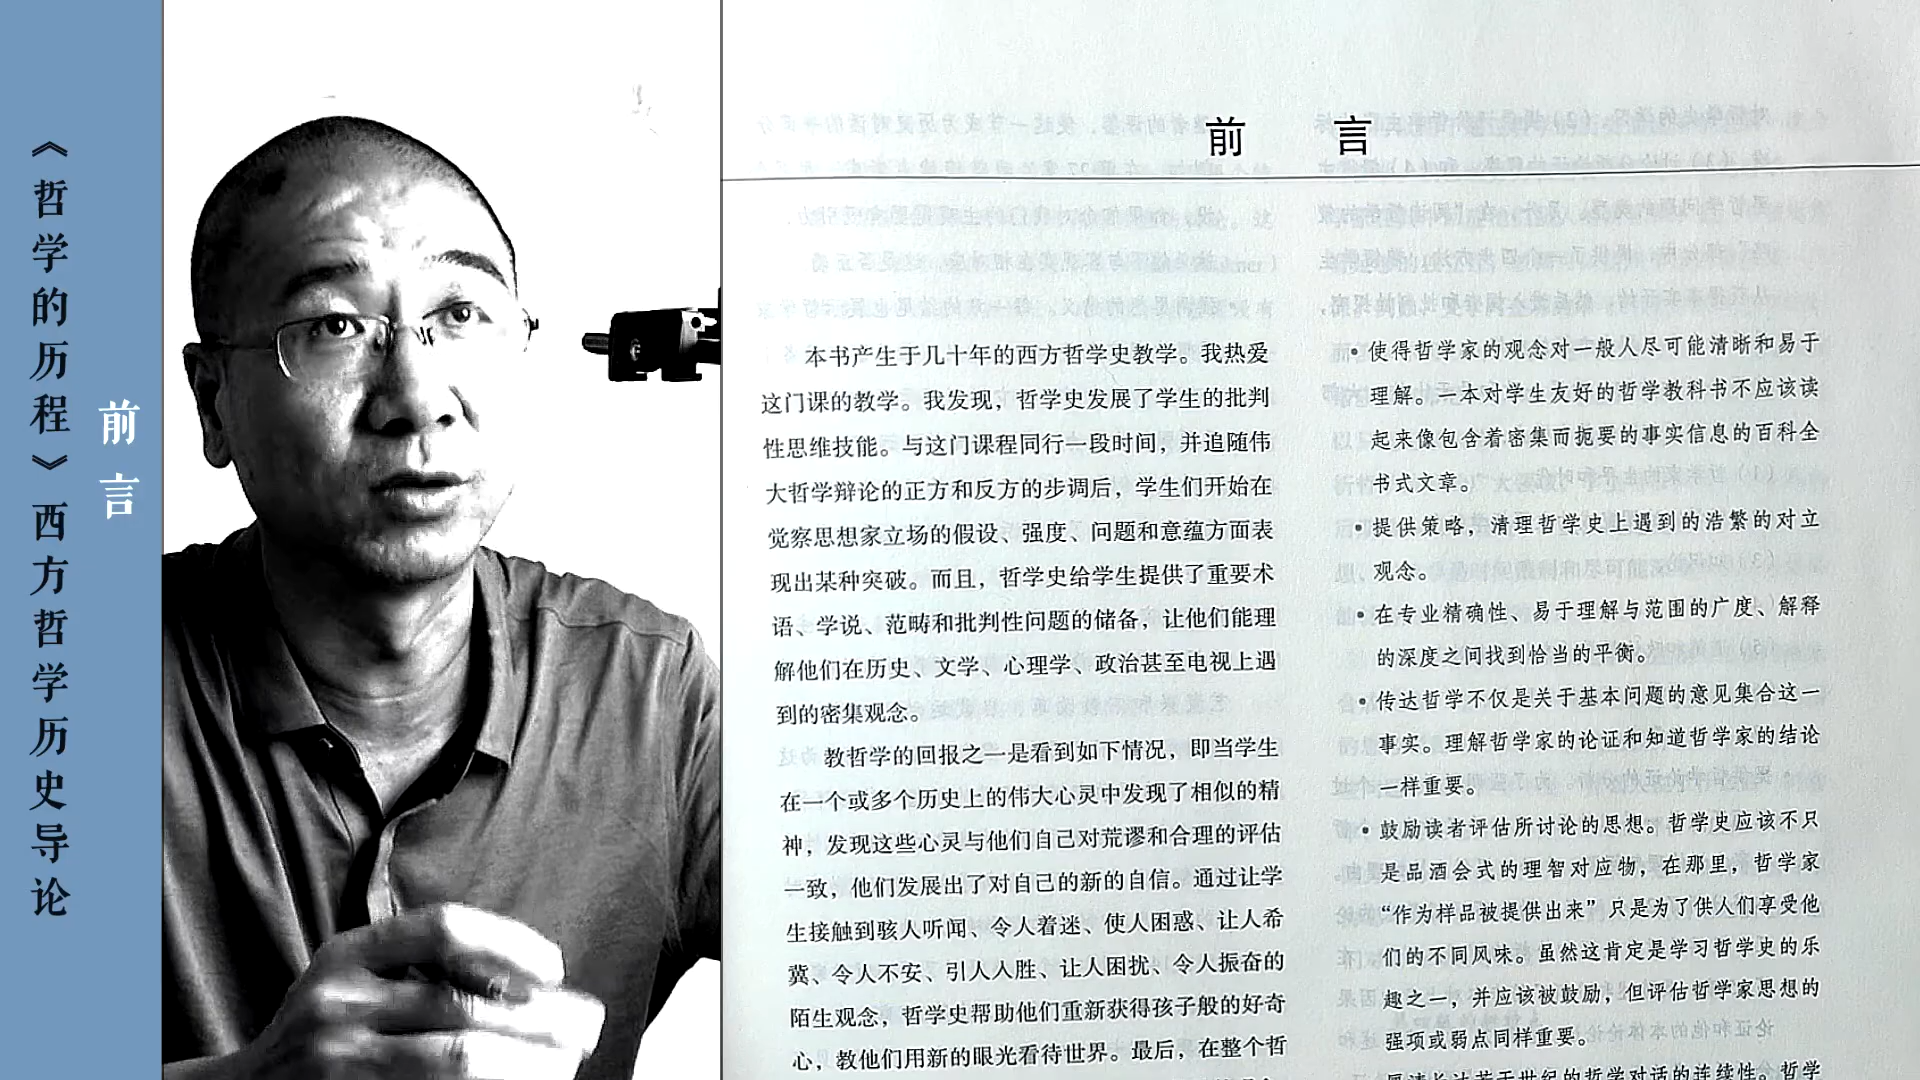 《哲学的历程》西方哲学历史导论
前言
前 言
本书产生于几十年的西方哲学史教学。我热爱
这门课的教学。我发现，哲学史发展了学生的批判
性思维技能。与这门课程同行一段时间，并追随伟
大哲学辩论的正方和反方的步调后，学生们开始在
觉察思想家立场的假设、强度、问题和意蕴方面表
现出某种突破。而且，哲学史给学生提供了重要术
语、学说、范畴和批判性问题的储备，让他们能理
解他们在历史、文学、心理学、政治甚至电视上遇
到的密集观念。
教哲学的回报之一是看到如下情况，即当学生
在一个或多个历史上的伟大心灵中发现了相似的精
神，发现这些心灵与他们自己对荒谬和合理的评估
一致，他们发展出了对自己的新的自信。通过让学
生接触到骇人听闻、令人着迷、使人困惑、让人希
冀、令人不安、引人入胜、让人困扰、令人振奋的
陌生观念，哲学史帮助他们重新获得孩子般的好奇
心，教他们用新的眼光看待世界。最后，在整个哲
• 使得哲学家的观念对一般人尽可能清晰和易于
理解。一本对学生友好的哲学教科书不应该读
起来像包含着密集而扼要的事实信息的百科全
书式文章。
• 提供策略，清理哲学史上遇到的浩繁的对立
观念。
• 在专业精确性、易于理解与范围的广度、解释
的深度之间找到恰当的平衡。
• 传达哲学不仅是关于基本问题的意见集合这一
事实。理解哲学家的论证和知道哲学家的结论
一样重要。
• 鼓励读者评估所讨论的思想。哲学史应该不只
是品酒会式的理智对应物，在那里，哲学家
“作为样品被提供出来”只是为了供人们享受他
们的不同风味。虽然这肯定是学习哲学史的乐
趣之一，并应该被鼓励，但评估哲学家思想的
强项或弱点同样重要。
若干世纪的哲学对话的连续性。哲学